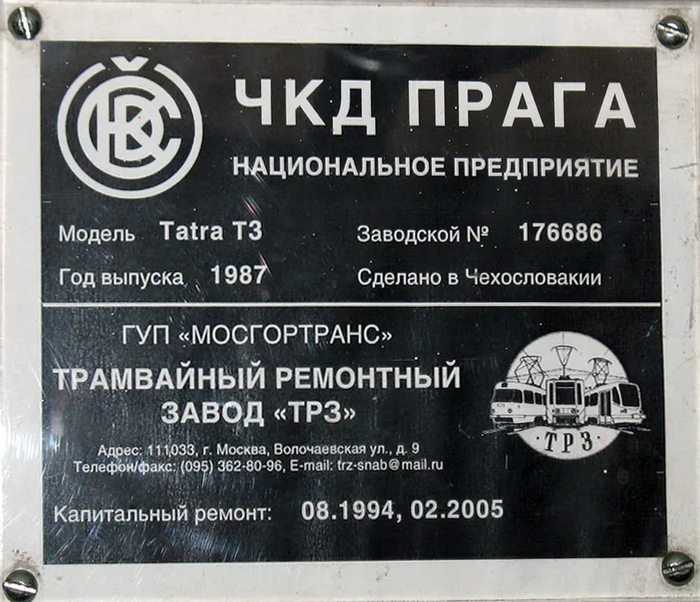 ЧКД ПРАГА
НАЦИОНАЛЬНОЕ ПРЕДПРИЯТИЕ
Модель Tatra T3 Заводской № 176686
Год выпуска 1987 Сделано в Чехословакии
ГУП «МОСГОРТРАНС»
ТРАМВАЙНЫЙ РЕМОНТНЫЙ
ЗАВОД «ТРЗ»
·ТРЗ·
Адрес: 111033, г. Москва, Волочаевская ул., д. 9
Телефон/факс: (095) 362-80-96, E-mail: trz-snab@mail.ru
Капитальный ремонт: 08.1994, 02.2005